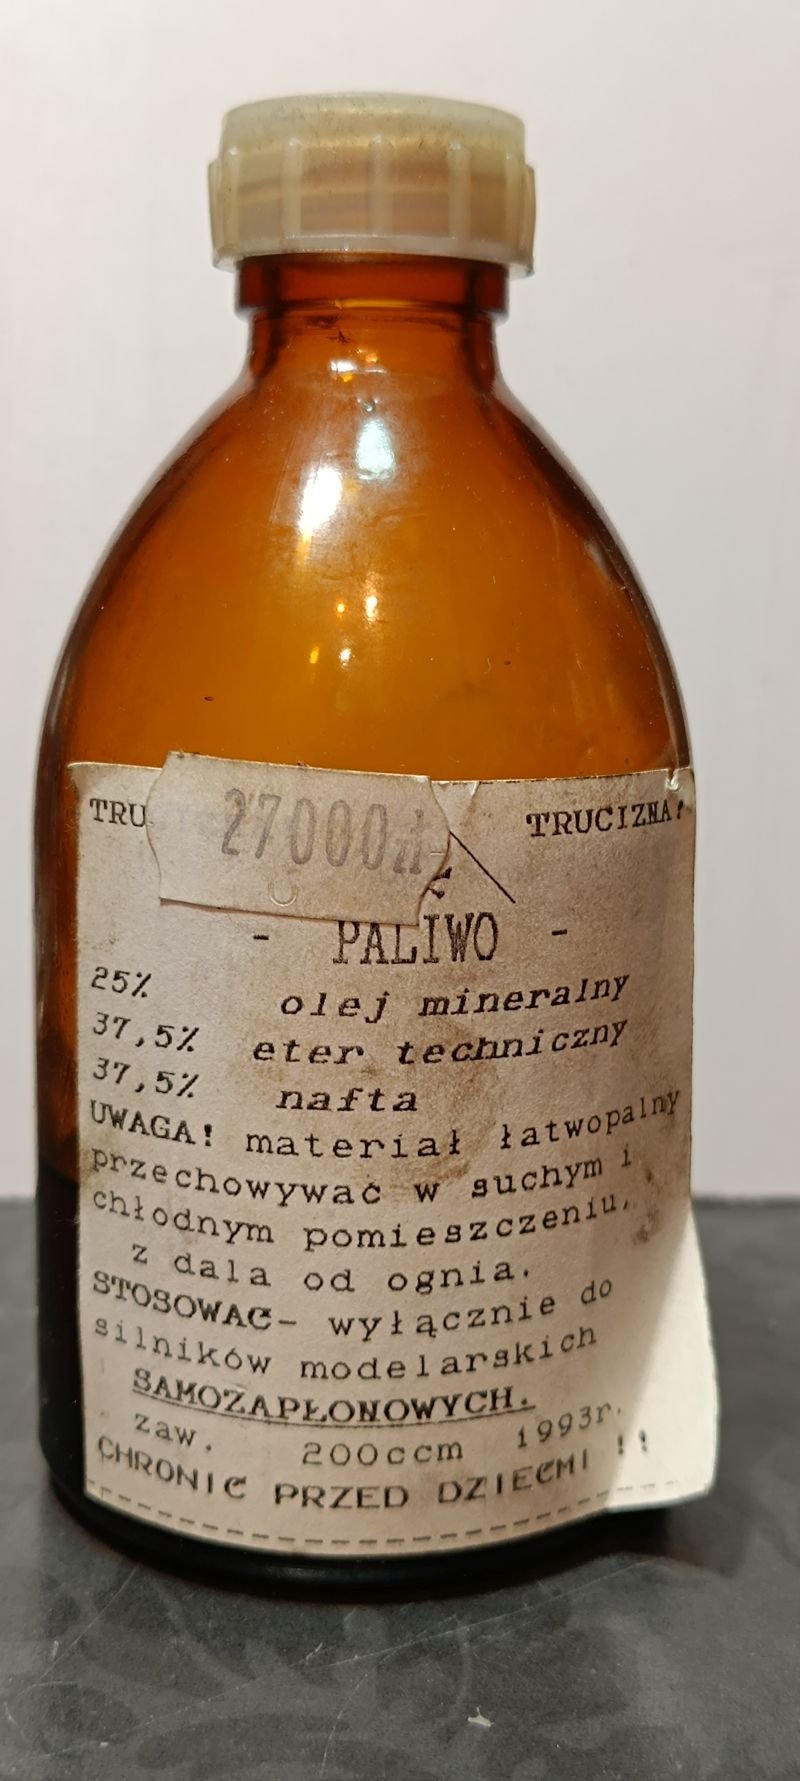 27000zł
TRU TRUCIZNA!
- PALIWO -
25% olej mineralny
37,5% eter techniczny
37,5% nafta
UWAGA! materiał łatwopalny
przechowywać w suchym i
chłodnym pomieszczeniu,
z dala od ognia.
STOSOWAĆ- wyłącznie do
silników modelarskich
SAMOZAPŁONOWYCH.
zaw. 200ccm 1993r.
CHRONIĆ PRZED DZIEĆMI !!